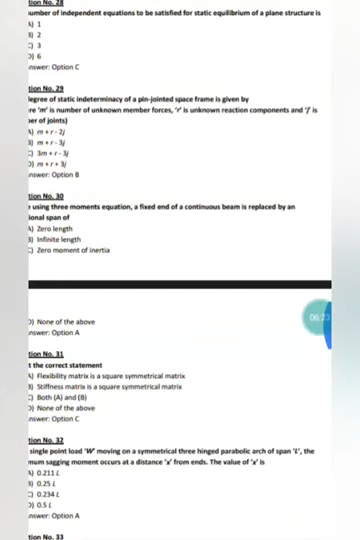 tion No. 28
umber of independent equations to be satisfied for static equilibrium of a plane structure is
A) 1
B) 2
C) 3
D) 6
nswer: Option C
tion No. 29
egree of static indeterminacy of a pin-jointed space frame is given by
re 'm' is number of unknown member forces, 'r' is unknown reaction components and 'j' is
er of joints)
A) m + r - 2j
B) m + r - 3j
C) 3m + r - 3j
D) m + r + 3j
nswer: Option B
tion No. 30
e using three moments equation, a fixed end of a continuous beam is replaced by an
ional span of
A) Zero length
B) Infinite length
C) Zero moment of inertia
06:23
D) None of the above
nswer: Option A
tion No. 31
t the correct statement
A) Flexibility matrix is a square symmetrical matrix
B) Stiffness matrix is a square symmetrical matrix
C) Both (A) and (B)
D) None of the above
nswer: Option C
tion No. 32
single point load 'W' moving on a symmetrical three hinged parabolic arch of span 'L', the
mum sagging moment occurs at a distance 'x' from ends. The value of 'x' is
A) 0.211 L
B) 0.25 L
C) 0.234 L
D) 0.5 L
nswer: Option A
tion No. 33